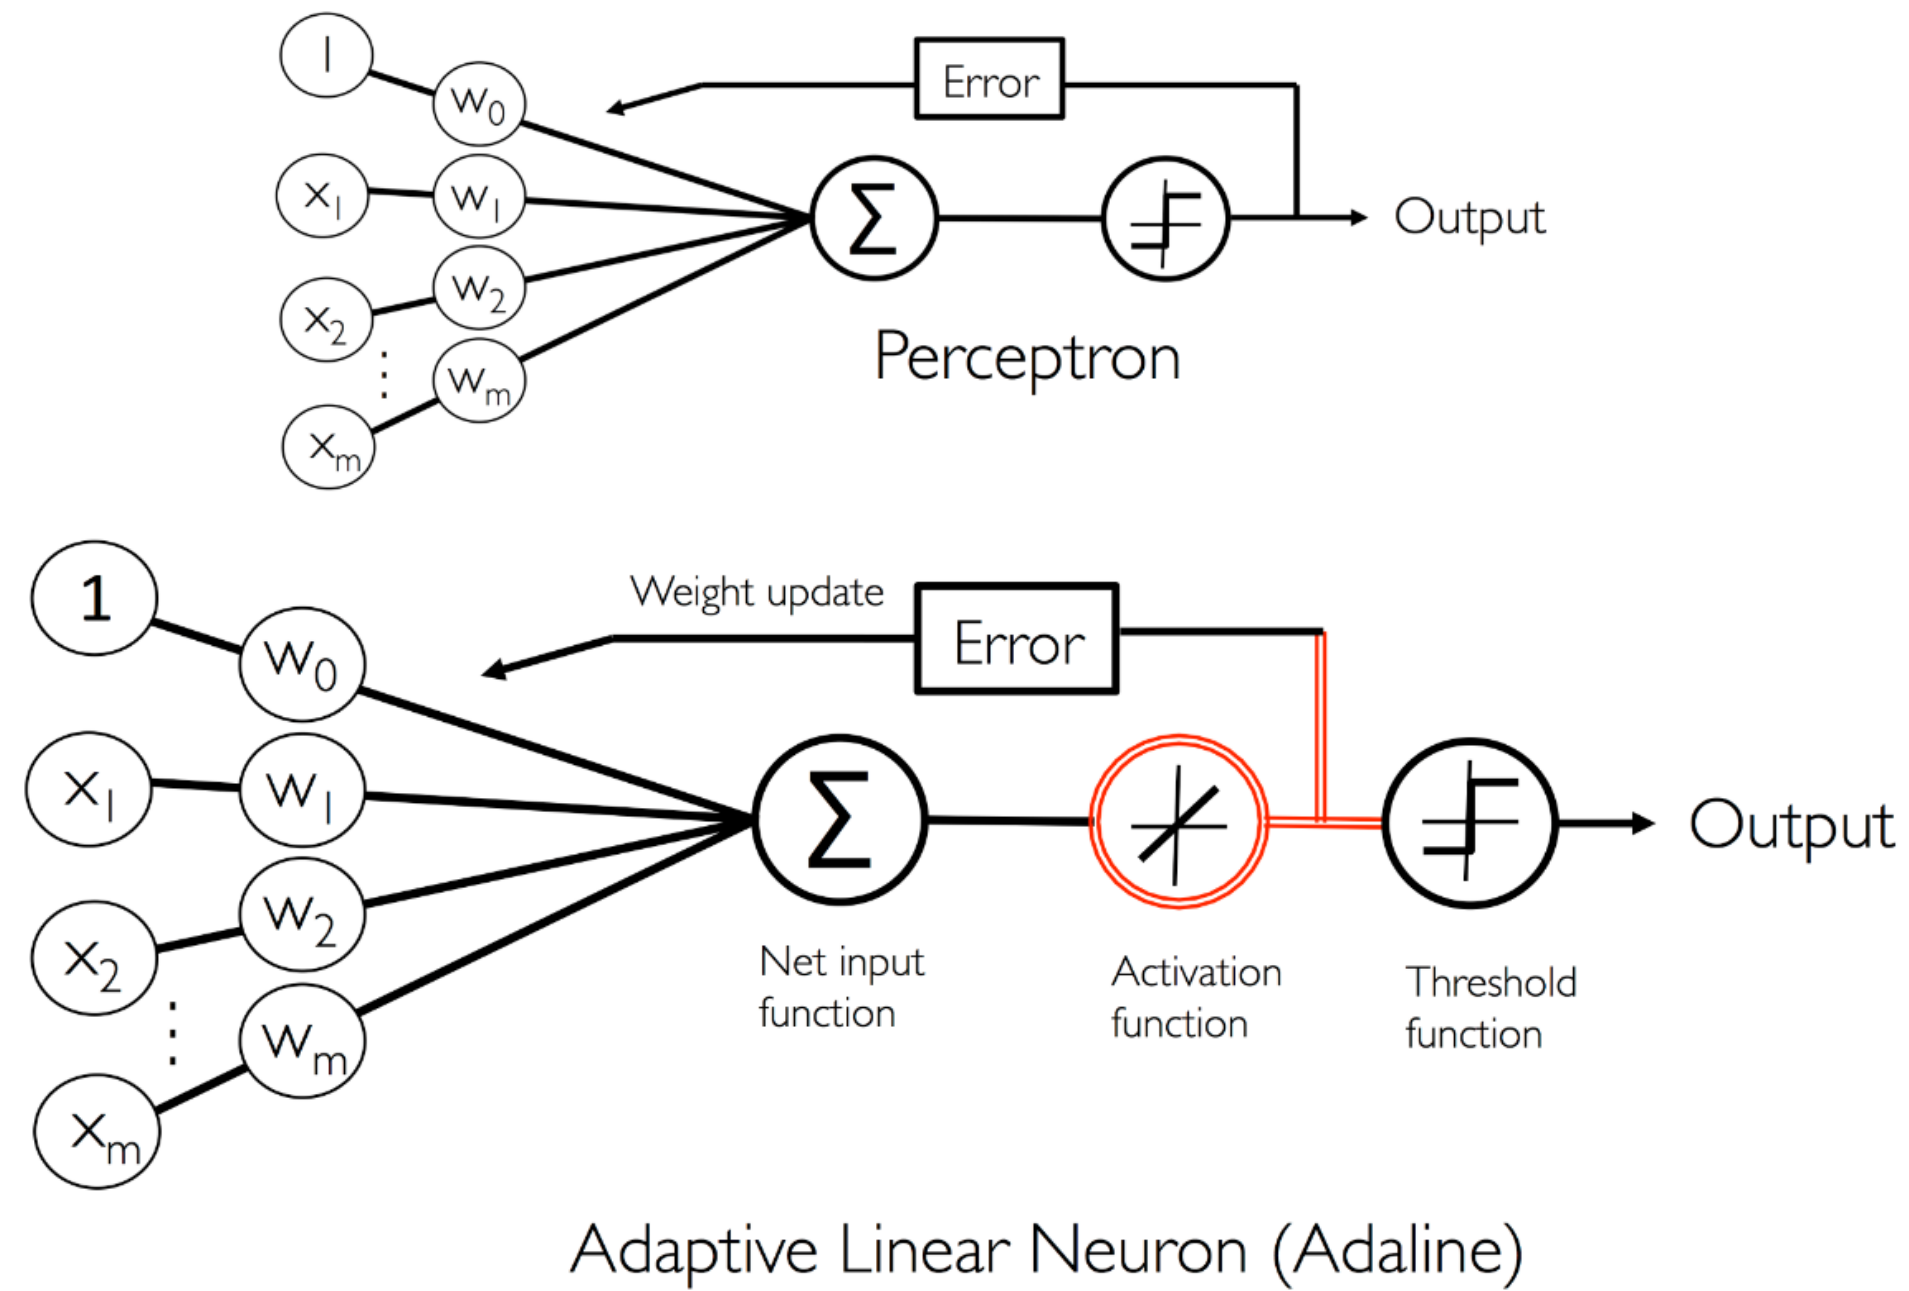 1
w0
Error
x1
w1
Σ
Output
x2
w2
⋮
wm
Perceptron
xm
1
w0
Weight update
Error
x1
w1
Σ
Output
x2
w2
⋮
wm
xm
Net input
function
Activation
function
Threshold
function
Adaptive Linear Neuron (Adaline)